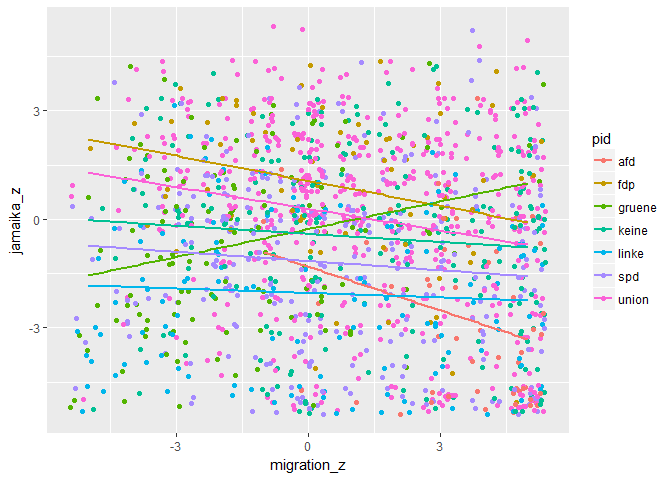 3
0
-3
jamaika_z
-3
0
3
migration_z
pid
afd
fdp
gruene
keine
linke
spd
union